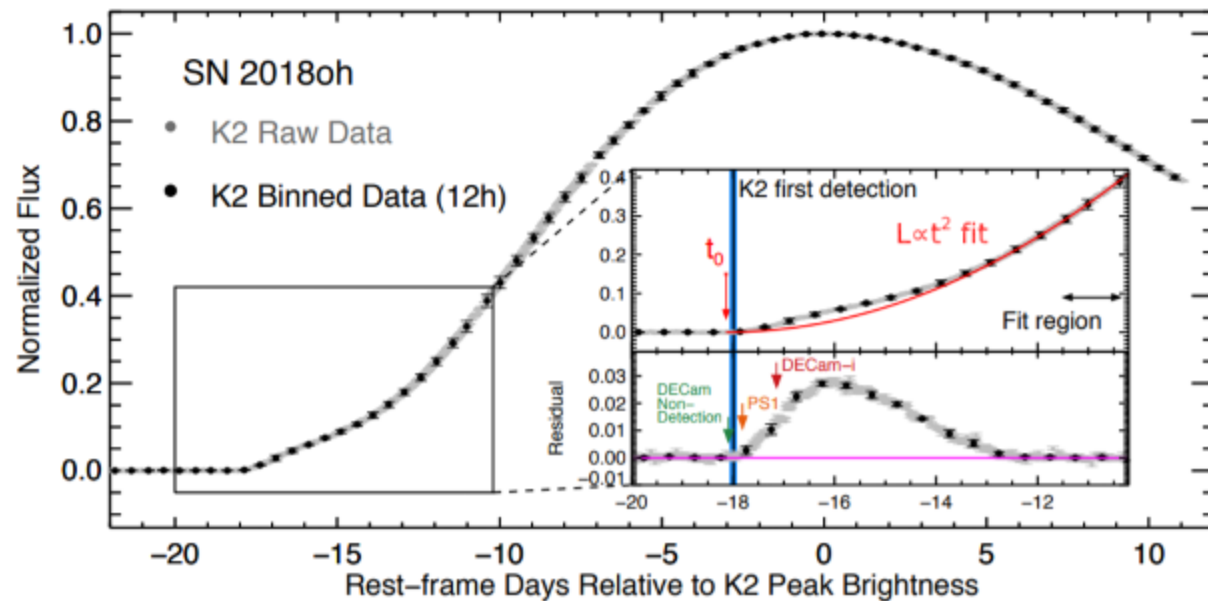 SN 2018oh
K2 Raw Data
K2 Binned Data (12h)
Normalized Flux
1.0
0.8
0.6
0.4
0.2
0.0
−20
−15
−10
−5
0
5
10
Rest−frame Days Relative to K2 Peak Brightness
K2 first detection
L∝t² fit
t₀
Fit region
0.4
0.3
0.2
0.1
0.0
Residual
0.03
0.02
0.01
0.00
−0.01
DECam
Non−
Detection
PS1
DECam−i
−20
−18
−16
−14
−12